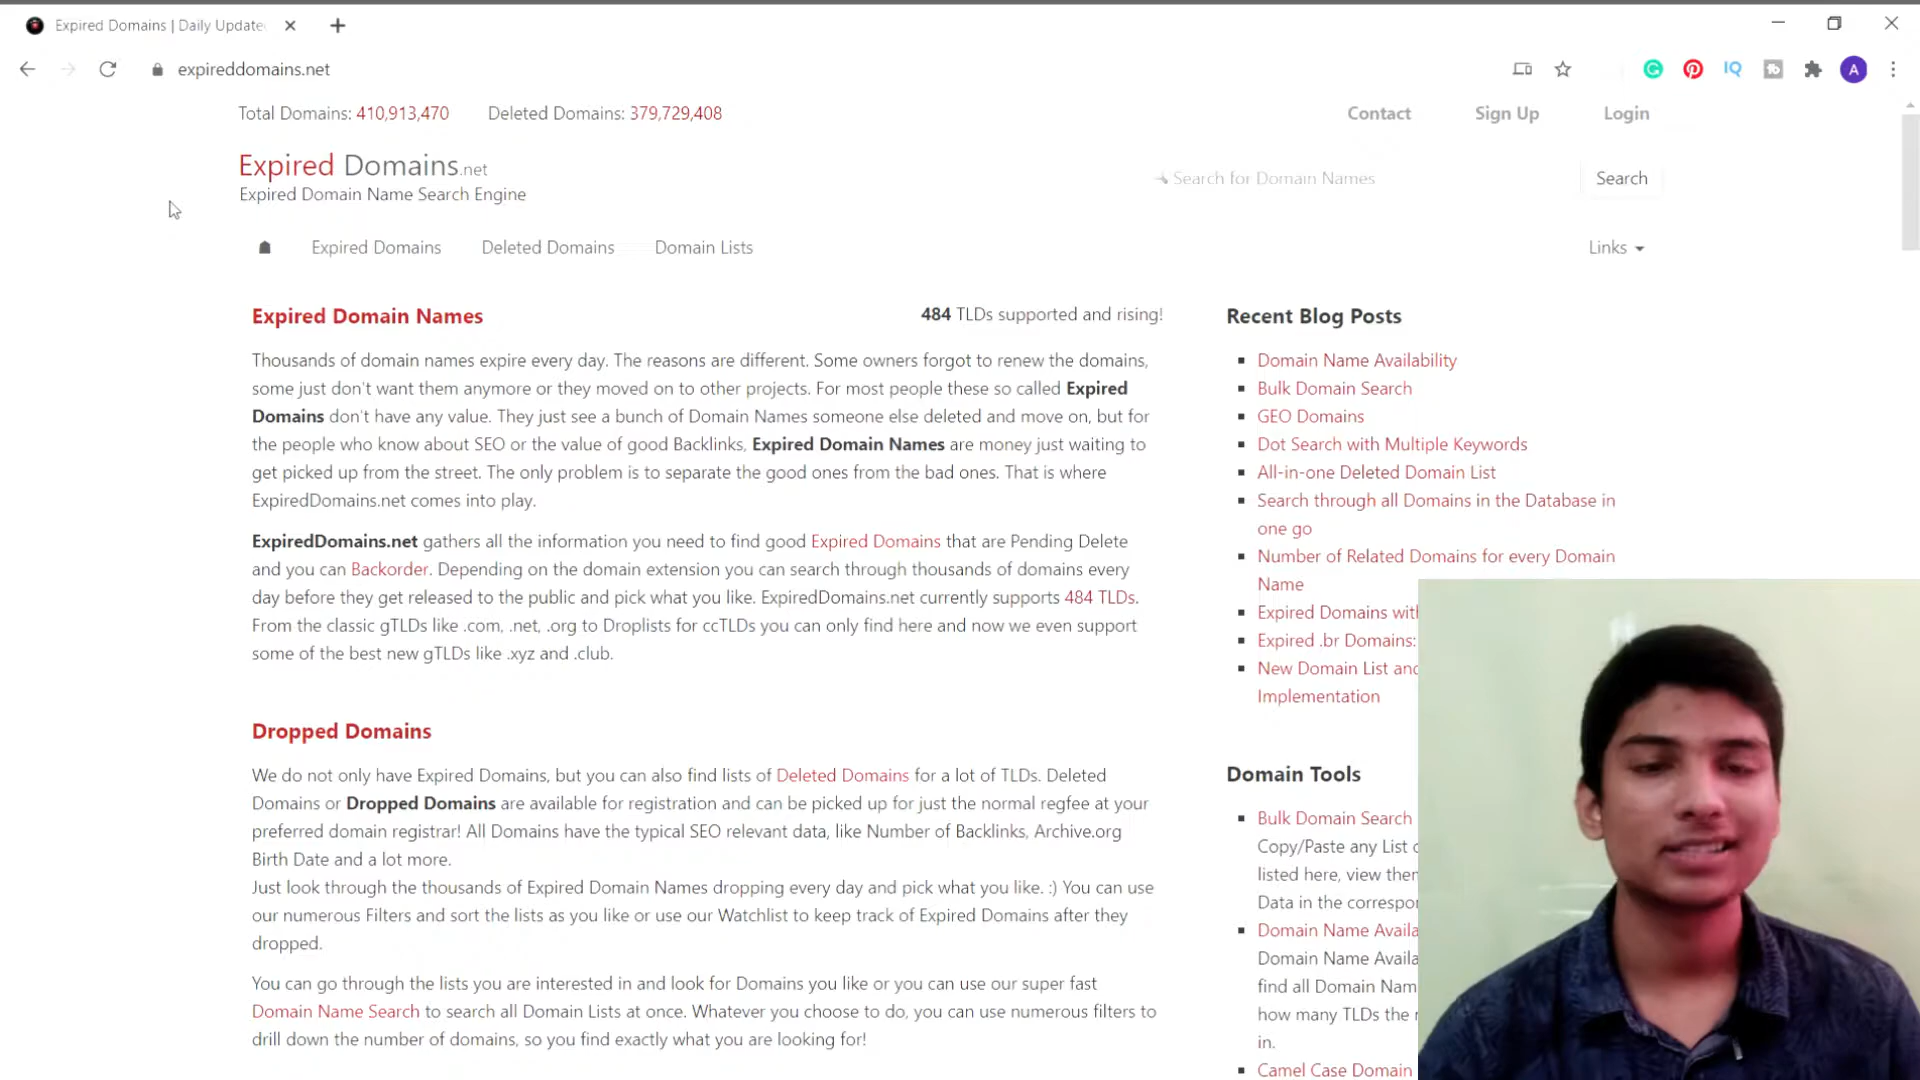 Expired Domains | Daily Update
expireddomains.net
IQ
A
Total Domains: 410,913,470 Deleted Domains: 379,729,408 Contact Sign Up Login
Expired Domains.net
Expired Domain Name Search Engine
Search for Domain Names Search
Expired Domains Deleted Domains Domain Lists Links
Expired Domain Names 484 TLDs supported and rising!
Thousands of domain names expire every day. The reasons are different. Some owners forgot to renew the domains,
some just don't want them anymore or they moved on to other projects. For most people these so called Expired
Domains don't have any value. They just see a bunch of Domain Names someone else deleted and move on, but for
the people who know about SEO or the value of good Backlinks, Expired Domain Names are money just waiting to
get picked up from the street. The only problem is to separate the good ones from the bad ones. That is where
ExpiredDomains.net comes into play.
ExpiredDomains.net gathers all the information you need to find good Expired Domains that are Pending Delete
and you can Backorder. Depending on the domain extension you can search through thousands of domains every
day before they get released to the public and pick what you like. ExpiredDomains.net currently supports 484 TLDs.
From the classic gTLDs like .com, .net, .org to Droplists for ccTLDs you can only find here and now we even support
some of the best new gTLDs like .xyz and .club.
Dropped Domains
We do not only have Expired Domains, but you can also find lists of Deleted Domains for a lot of TLDs. Deleted
Domains or Dropped Domains are available for registration and can be picked up for just the normal regfee at your
preferred domain registrar! All Domains have the typical SEO relevant data, like Number of Backlinks, Archive.org
Birth Date and a lot more.
Just look through the thousands of Expired Domain Names dropping every day and pick what you like. :) You can use
our numerous Filters and sort the lists as you like or use our Watchlist to keep track of Expired Domains after they
dropped.
You can go through the lists you are interested in and look for Domains you like or you can use our super fast
Domain Name Search to search all Domain Lists at once. Whatever you choose to do, you can use numerous filters to
drill down the number of domains, so you find exactly what you are looking for!
Recent Blog Posts
Domain Name Availability
Bulk Domain Search
GEO Domains
Dot Search with Multiple Keywords
All-in-one Deleted Domain List
Search through all Domains in the Database in
one go
Number of Related Domains for every Domain
Name
Expired Domains with
Expired .br Domains:
New Domain List and
Implementation
Domain Tools
Bulk Domain Search
Copy/Paste any List
listed here, view then
Data in the correspo
Domain Name Availa
Domain Name Availa
find all Domain Nam
how many TLDs the
in.
Camel Case Domain